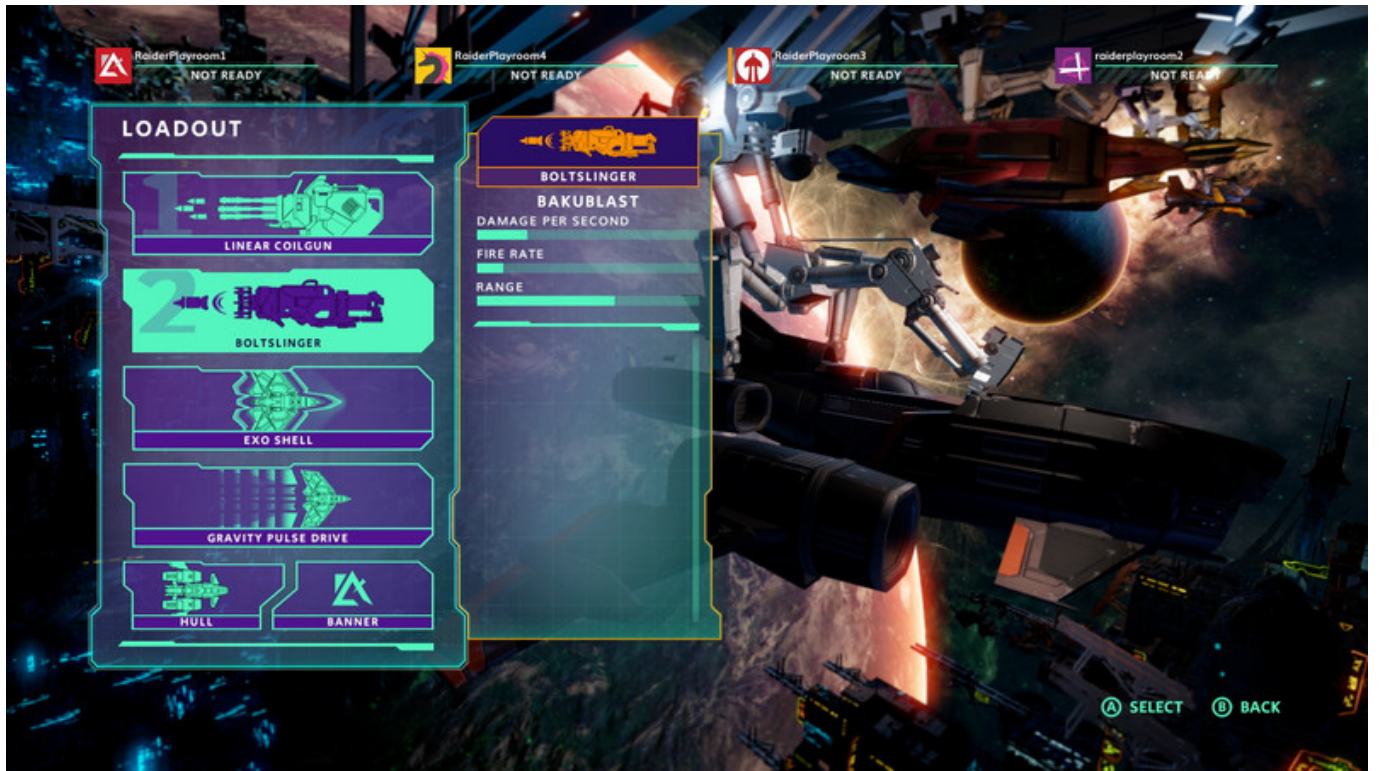 RaiderPlayroom1
NOT READY
RaiderPlayroom4
NOT READY
RaiderPlayroom3
NOT READY
raiderplayroom2
NOT READY
LOADOUT
1
LINEAR COILGUN
2
BOLTSLINGER
EXO SHELL
GRAVITY PULSE DRIVE
HULL
BANNER
BOLTSLINGER
BAKUBLAST
DAMAGE PER SECOND
FIRE RATE
RANGE
A SELECT
B BACK